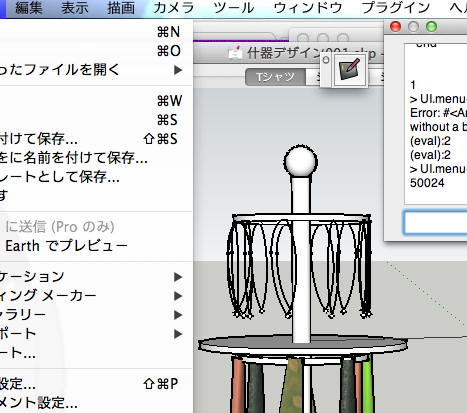 編集 表示 描画 カメラ ツール ウィンドウ プラグイン ヘル
⌘N
⌘O
ったファイルを開く ▶
⌘W
⌘S
付けて保存... ⇧⌘S
をに名前を付けて保存...
レートとして保存...
す
に送信 (Pro のみ)
Earth でプレビュー
ケーション ▶
ィング メーカー ▶
ラリー ▶
ポート ▶
ート...
設定... ⇧⌘P
メント設定...
什器デザイン001.skp
Tシャツ
end
1
> UI.menu
Error: #<Ar
without a b
(eval):2
(eval):2
> UI.menu
50024